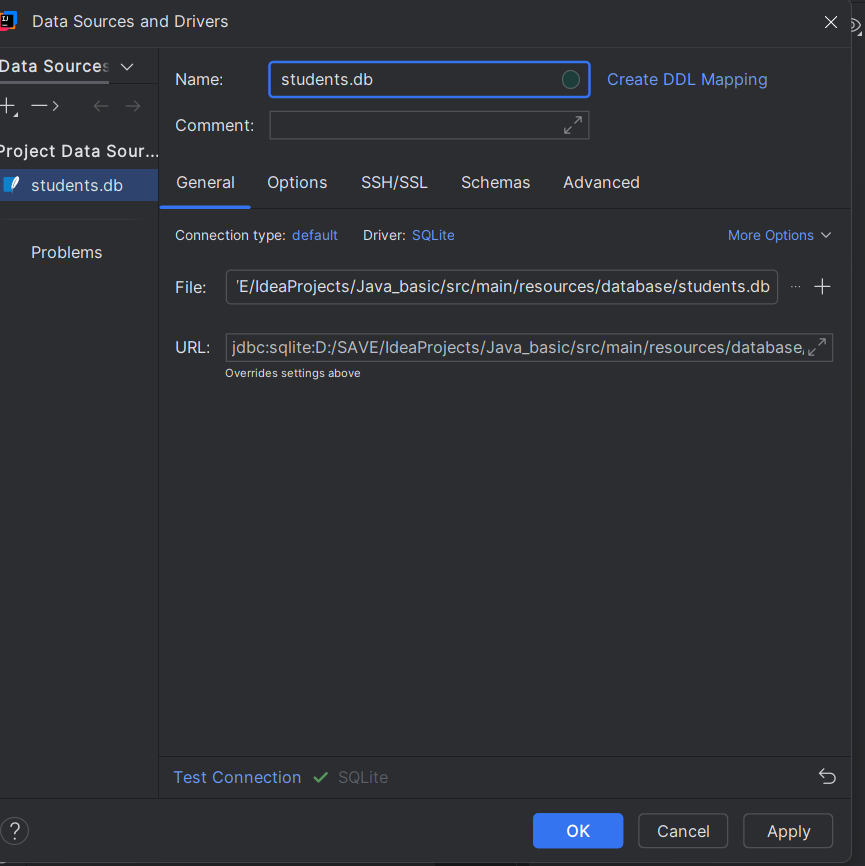 Data Sources and Drivers
Data Sources
Project Data Sour...
students.db
Problems
Name: students.db Create DDL Mapping
Comment:
General Options SSH/SSL Schemas Advanced
Connection type: default Driver: SQLite More Options
File: 'E/IdeaProjects/Java_basic/src/main/resources/database/students.db ...
URL: jdbc:sqlite:D:/SAVE/IdeaProjects/Java_basic/src/main/resources/database/
Overrides settings above
Test Connection SQLite
? OK Cancel Apply